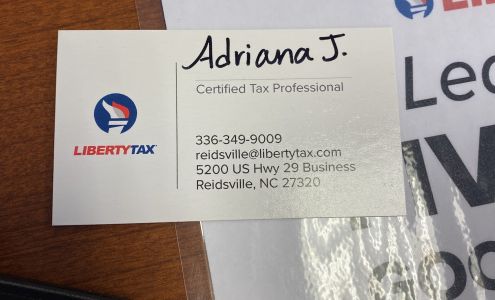 Adriana J.
Certified Tax Professional
LIBERTYTAX
336-349-9009
reidsville@libertytax.com
5200 US Hwy 29 Business
Reidsville, NC 27320